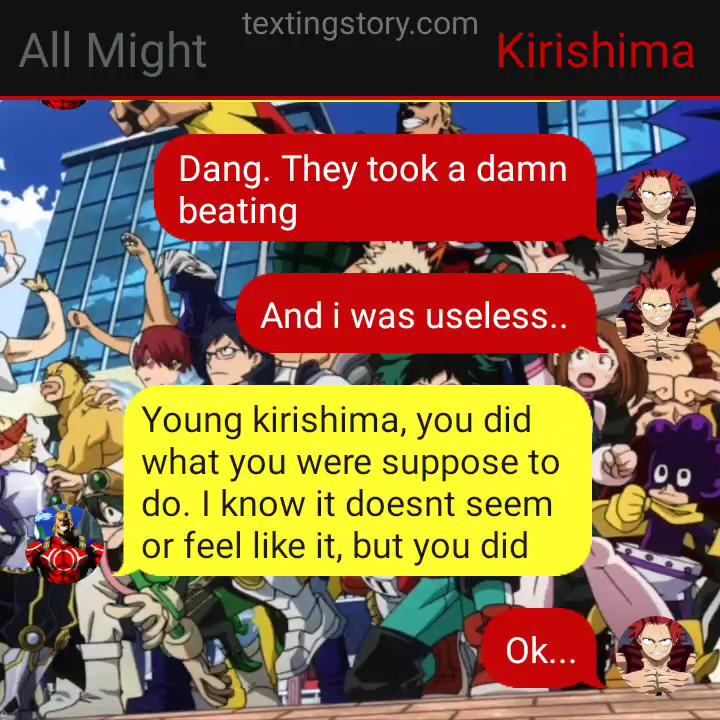 textingstory.com
All Might
Kirishima
Dang. They took a damn
beating
And i was useless..
Young kirishima, you did
what you were suppose to
do. I know it doesnt seem
or feel like it, but you did
Ok...